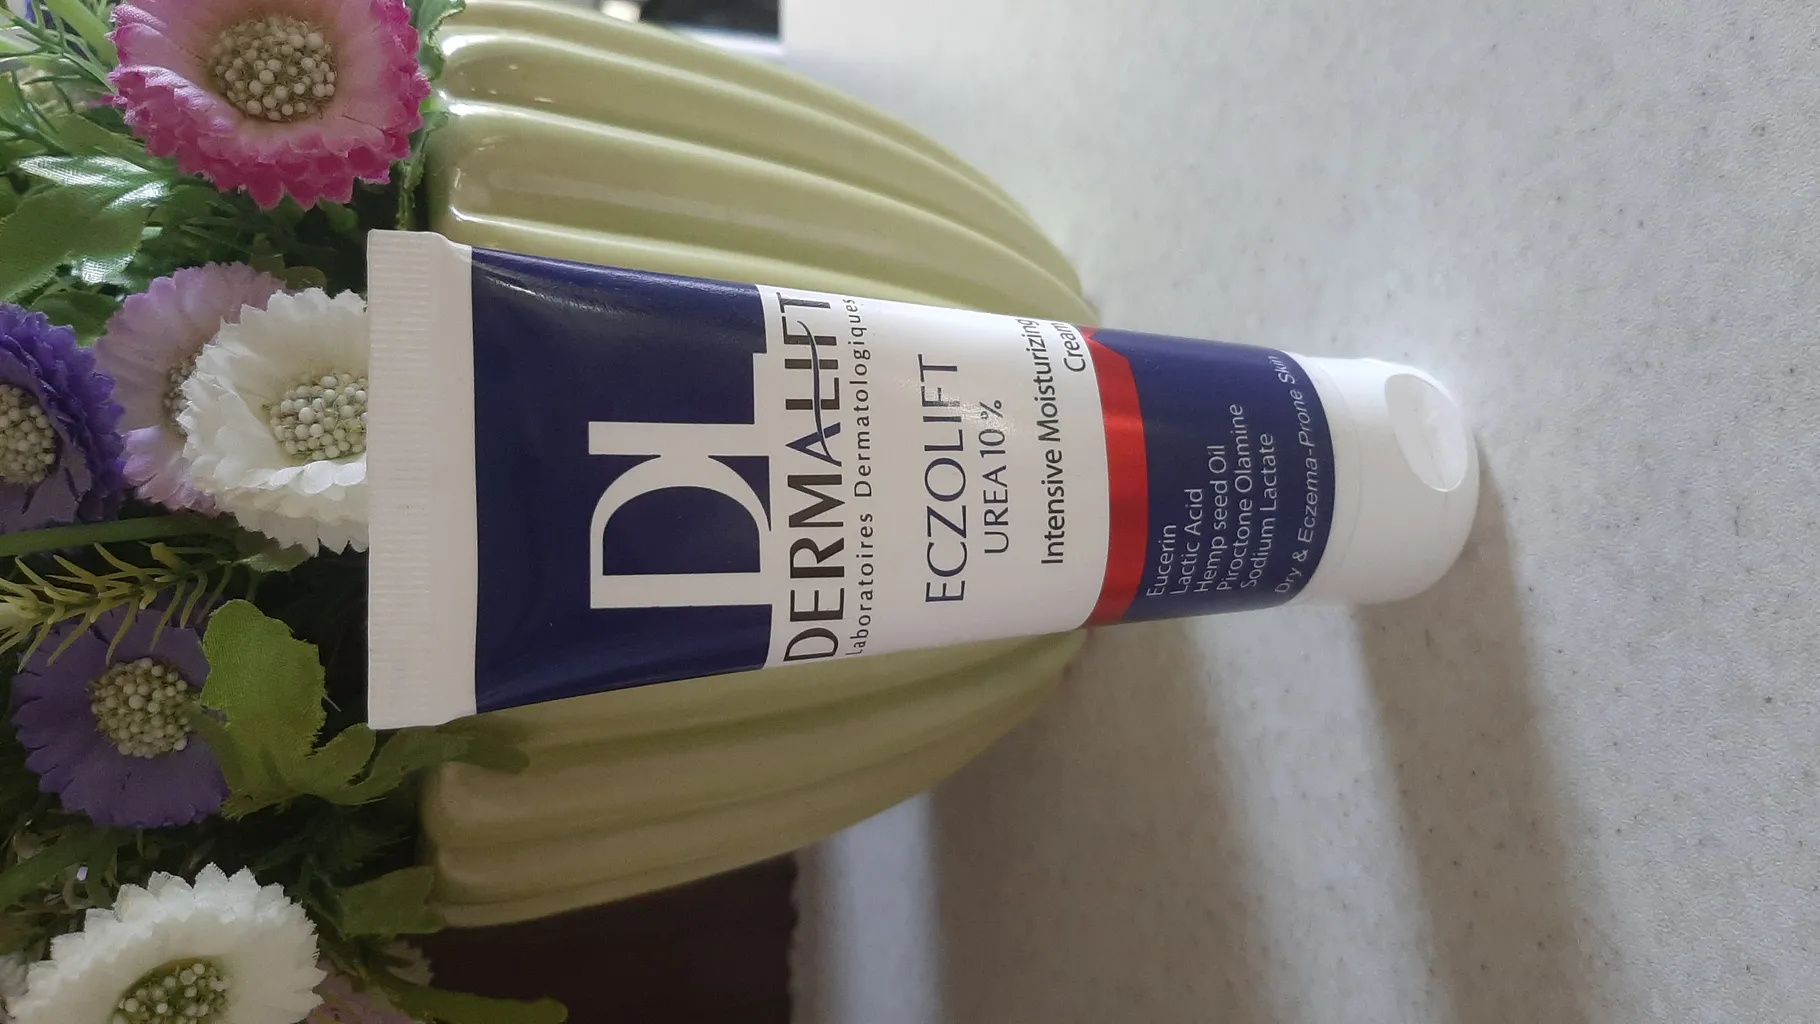 DL
DERMALIFT
Laboratoires Dermatologiques
ECZOLIFT
UREA 10%
Intensive Moisturizing
Cream
Eucerin
Lactic Acid
Hemp seed Oil
Piroctone Olamine
Sodium Lactate
Dry & Eczema-Prone Skin